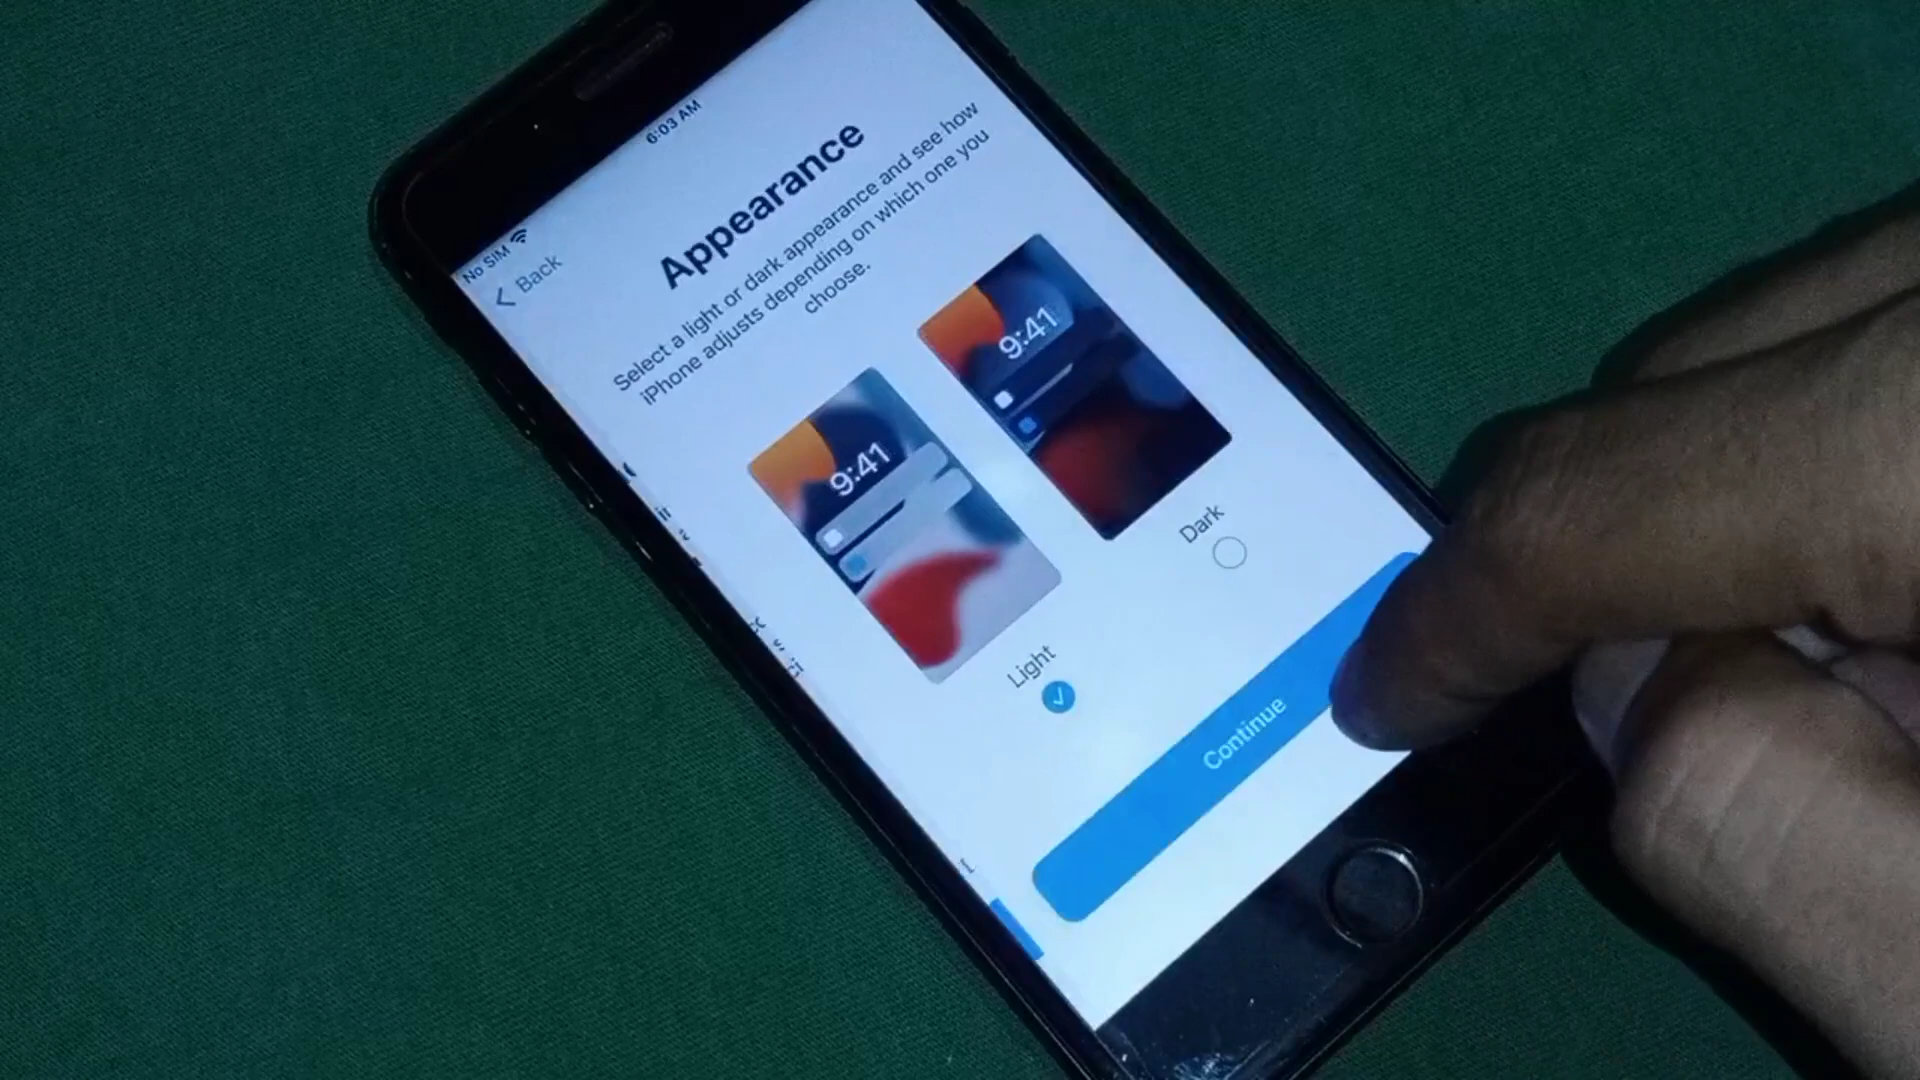 No SIM
6:03 AM
Back
Appearance
Select a light or dark appearance and see how
iPhone adjusts depending on which one you
choose.
9:41
9:41
Light
Dark
Continue